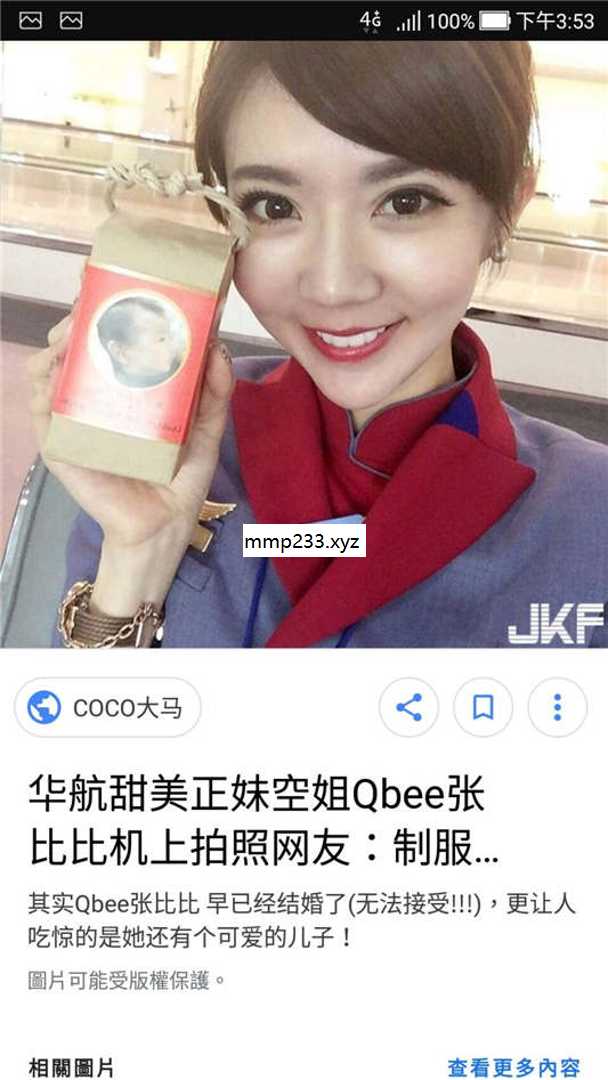 4G 100% 下午3:53
mmp233.xyz
JKF
COCO大马
华航甜美正妹空姐Qbee张
比比机上拍照网友：制服...
其实Qbee张比比 早已经结婚了(无法接受!!!)，更让人
吃惊的是她还有个可爱的儿子！
圖片可能受版權保護。
相關圖片
查看更多內容